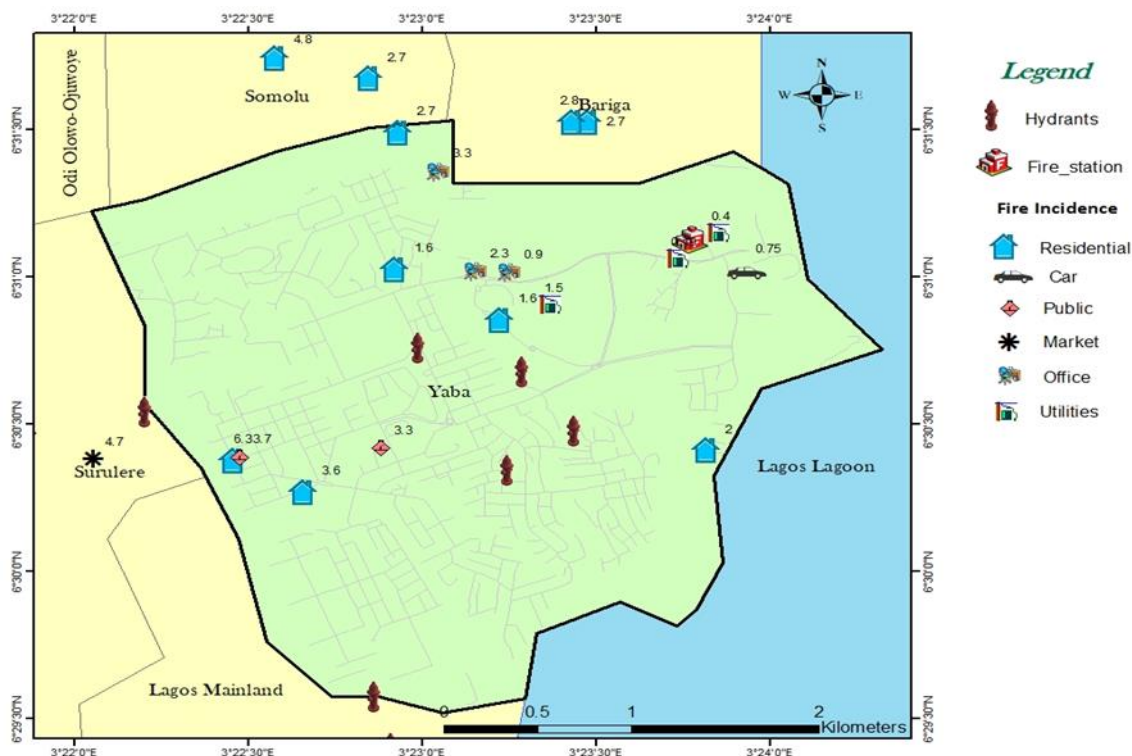 3°22'0"E 3°22'30"E 3°23'0"E 3°23'30"E 3°24'0"E
6°31'30"N
6°31'0"N
6°30'30"N
6°30'0"N
6°29'30"N
Odi Olowo-Ojuwoye
4.8
2.7
Somolu
2.8 Bariga
2.7
2.7
3.3
N
W E
S
0.4
F
0.75
1.6
2.3 0.9
1.5
1.6
Yaba
4.7
Surulere
6.33.7
3.3
3.6
2
Lagos Lagoon
Lagos Mainland
0 0.5 1 2
Kilometers
6°31'30"N
6°31'0"N
6°30'30"N
6°30'0"N
6°29'30"N
3°22'0"E 3°22'30"E 3°23'0"E 3°23'30"E 3°24'0"E
Legend
Hydrants
F
Fire_station
Fire Incidence
Residential
Car
Public
Market
Office
Utilities